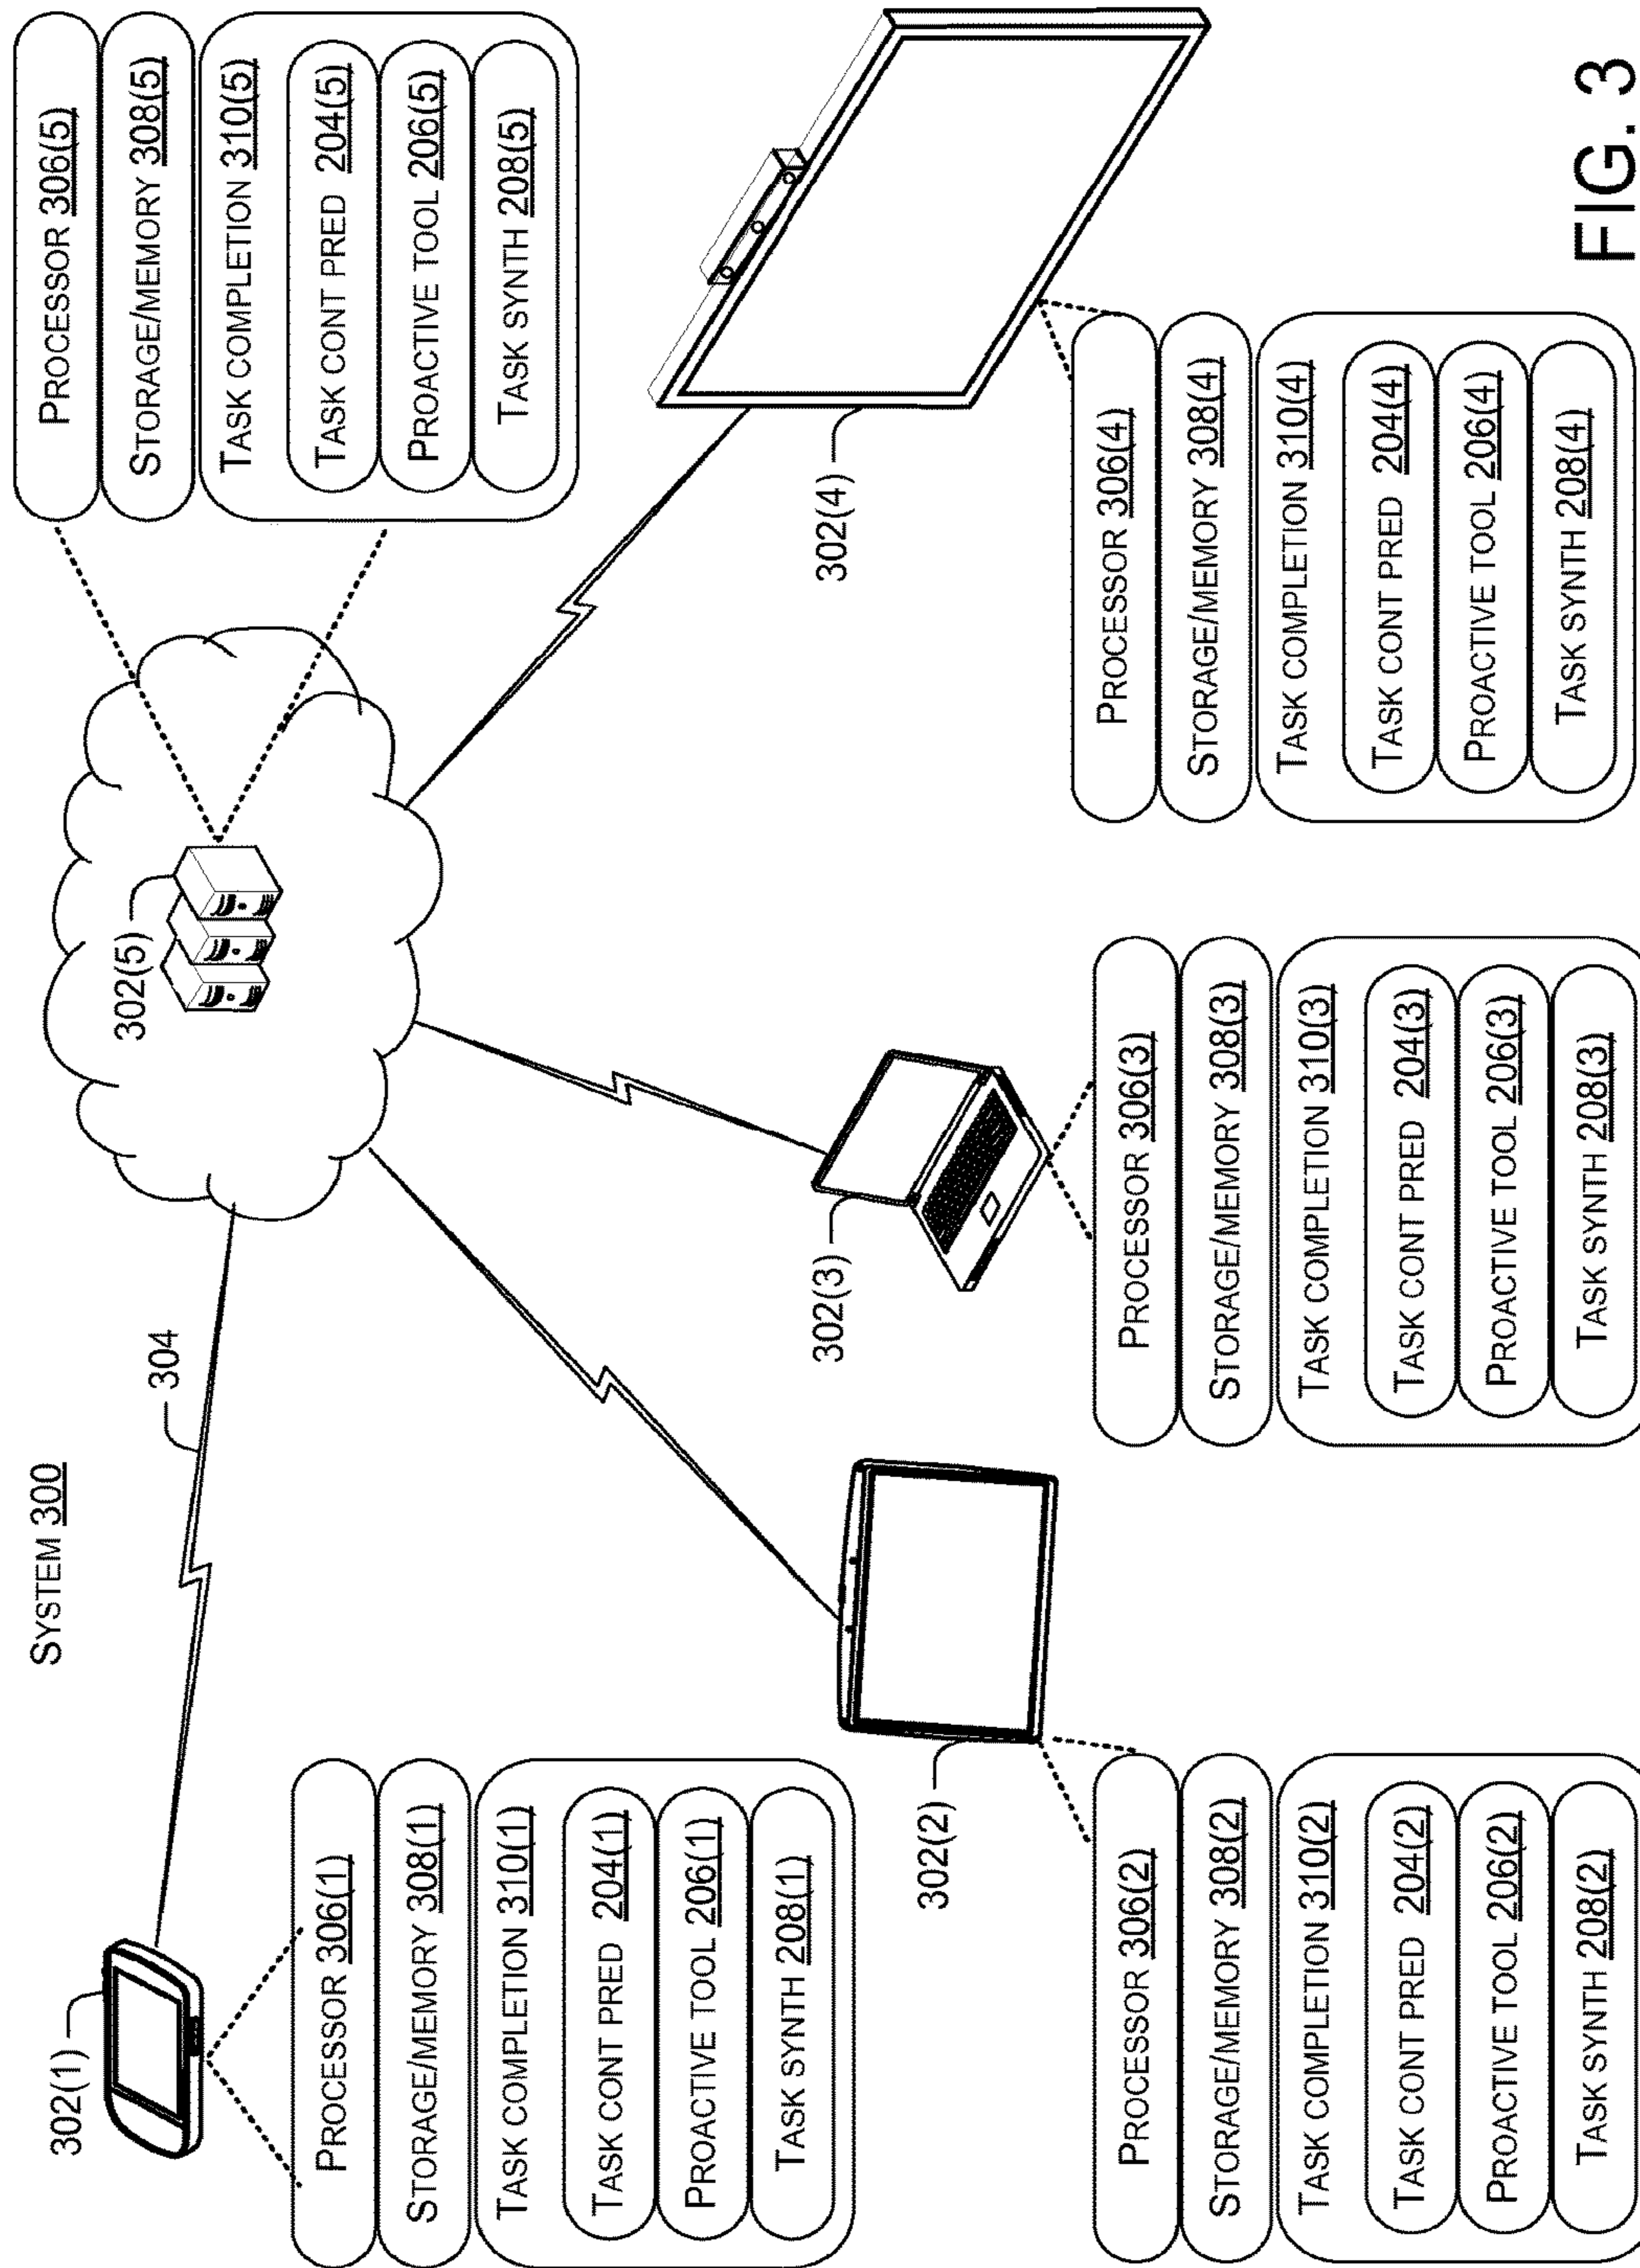 SYSTEM 300
302(1)
304
302(5)
PROCESSOR 306(5)
STORAGE/MEMORY 308(5)
TASK COMPLETION 310(5)
TASK CONT PRED 204(5)
PROACTIVE TOOL 206(5)
TASK SYNTH 208(5)
PROCESSOR 306(1)
STORAGE/MEMORY 308(1)
TASK COMPLETION 310(1)
TASK CONT PRED 204(1)
PROACTIVE TOOL 206(1)
TASK SYNTH 208(1)
302(2)
302(3)
302(4)
PROCESSOR 306(2)
STORAGE/MEMORY 308(2)
TASK COMPLETION 310(2)
TASK CONT PRED 204(2)
PROACTIVE TOOL 206(2)
TASK SYNTH 208(2)
PROCESSOR 306(3)
STORAGE/MEMORY 308(3)
TASK COMPLETION 310(3)
TASK CONT PRED 204(3)
PROACTIVE TOOL 206(3)
TASK SYNTH 208(3)
PROCESSOR 306(4)
STORAGE/MEMORY 308(4)
TASK COMPLETION 310(4)
TASK CONT PRED 204(4)
PROACTIVE TOOL 206(4)
TASK SYNTH 208(4)
FIG. 3